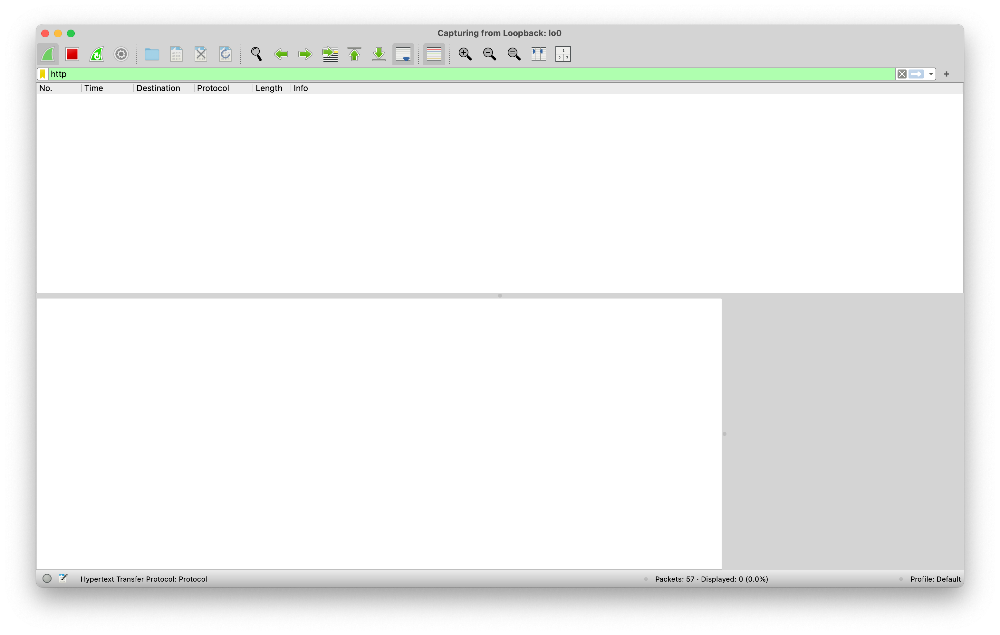 Capturing from Loopback: lo0
http
No. Time Destination Protocol Length Info
Hypertext Transfer Protocol: Protocol Packets: 57 · Displayed: 0 (0.0%) Profile: Default